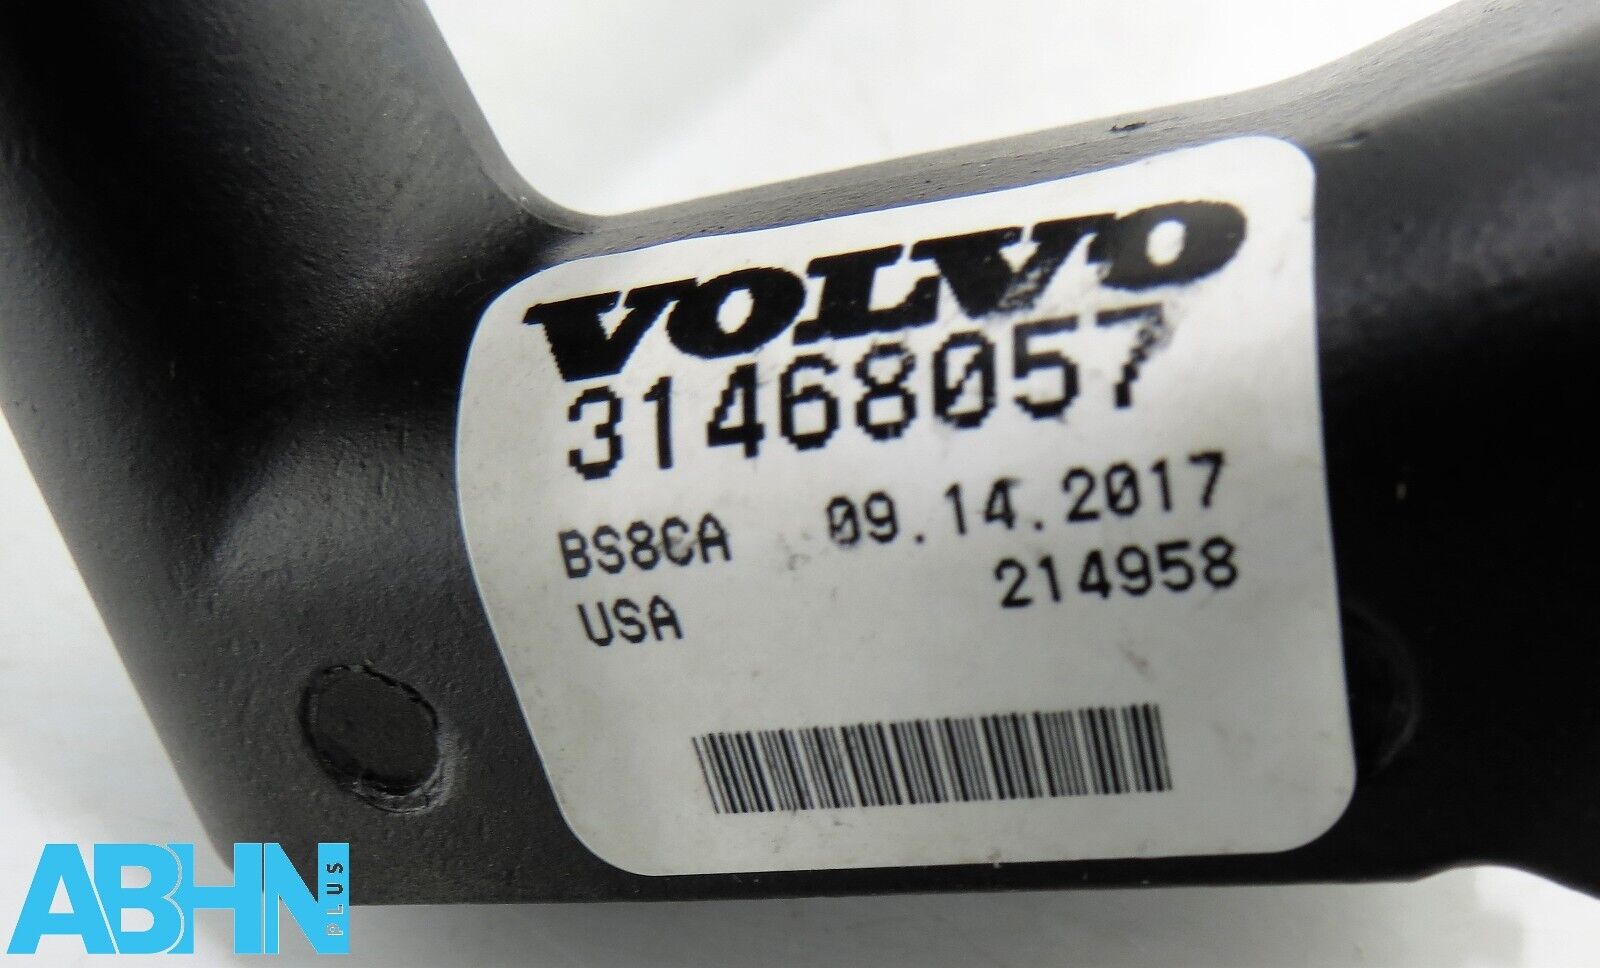 VOLVO
31468057
BS8CA 09.14.2017
USA 214958
ABHN PLUS